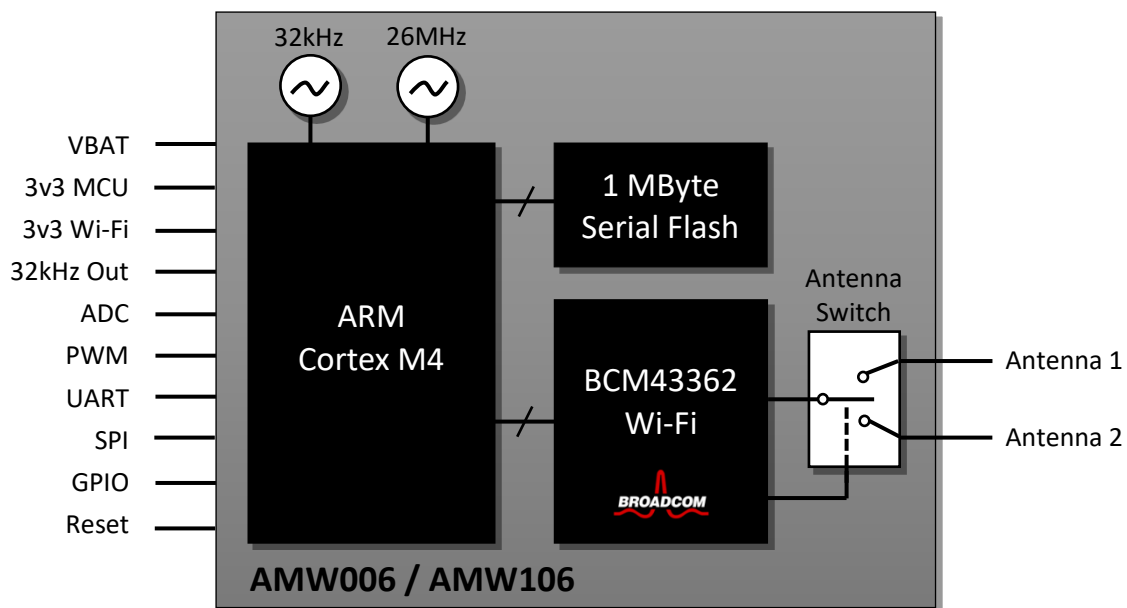 32kHz
26MHz
VBAT
3v3 MCU
3v3 Wi-Fi
32kHz Out
ADC
PWM
UART
SPI
GPIO
Reset
ARM
Cortex M4
1 MByte
Serial Flash
BCM43362
Wi-Fi
BROADCOM
Antenna
Switch
Antenna 1
Antenna 2
AMW006 / AMW106